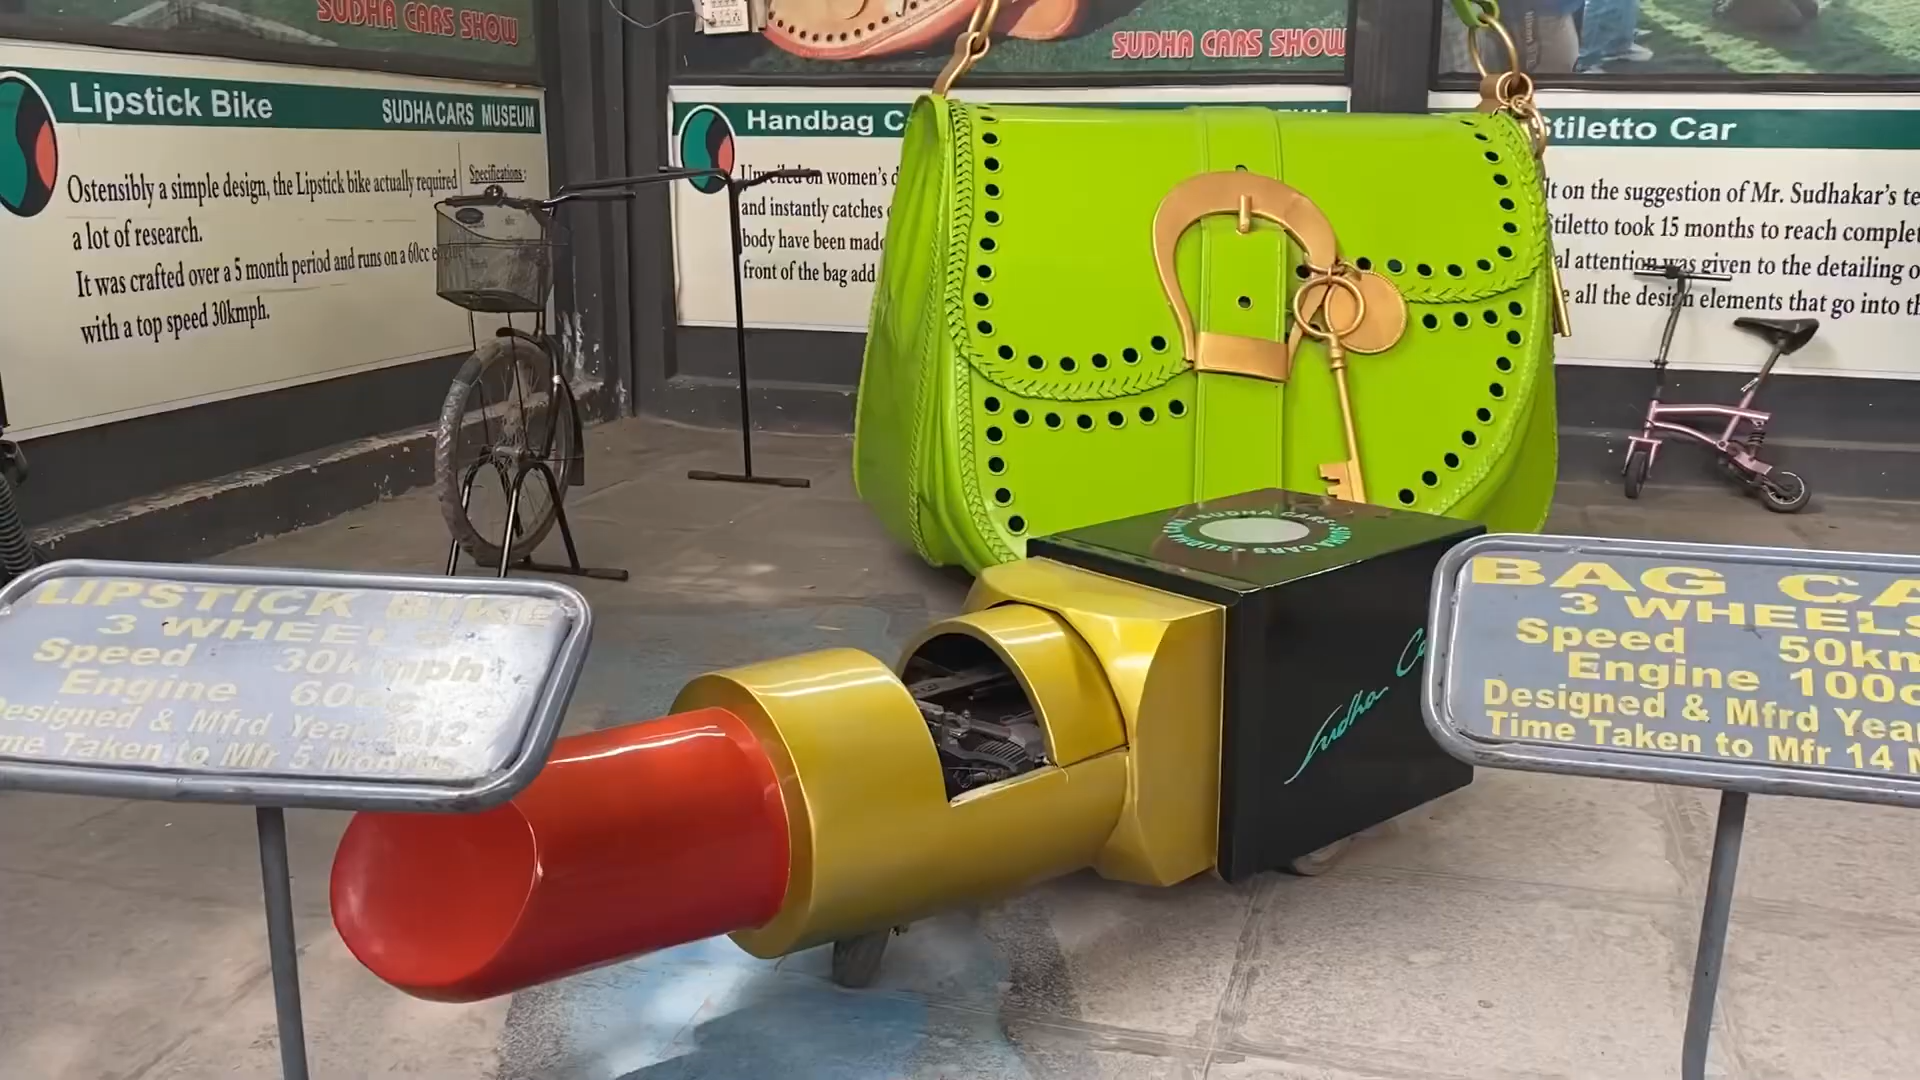 SUDHA CARS SHOW
SUDHA CARS SHOW
Lipstick Bike
SUDHACARS MUSEUM
Ostensibly a simple design, the Lipstick bike actually required
a lot of research.
It was crafted over a 5 month period and runs on a 60cc
with a top speed 30kmph.
Specifications:
Handbag
Unveiled on women's
and instantly catches
body have been made
front of the bag add
Stiletto Car
on the suggestion of Mr. Sudhakar's
Stiletto took 15 months to reach
attention was given to the detailing
all the design elements that go into
SUDHA CARS SUDHA CARS SUDHA CARS
Sudha
LIPSTICK BIKE
3 WHEELS
Speed 30kmph
Engine 60cc
Designed & Mfrd Year 2012
Time Taken to Mfr 5 Months
BAG
3 WHEELS
Speed 50km
Engine 100c
Designed & Mfrd Year
Time Taken to Mfr 14